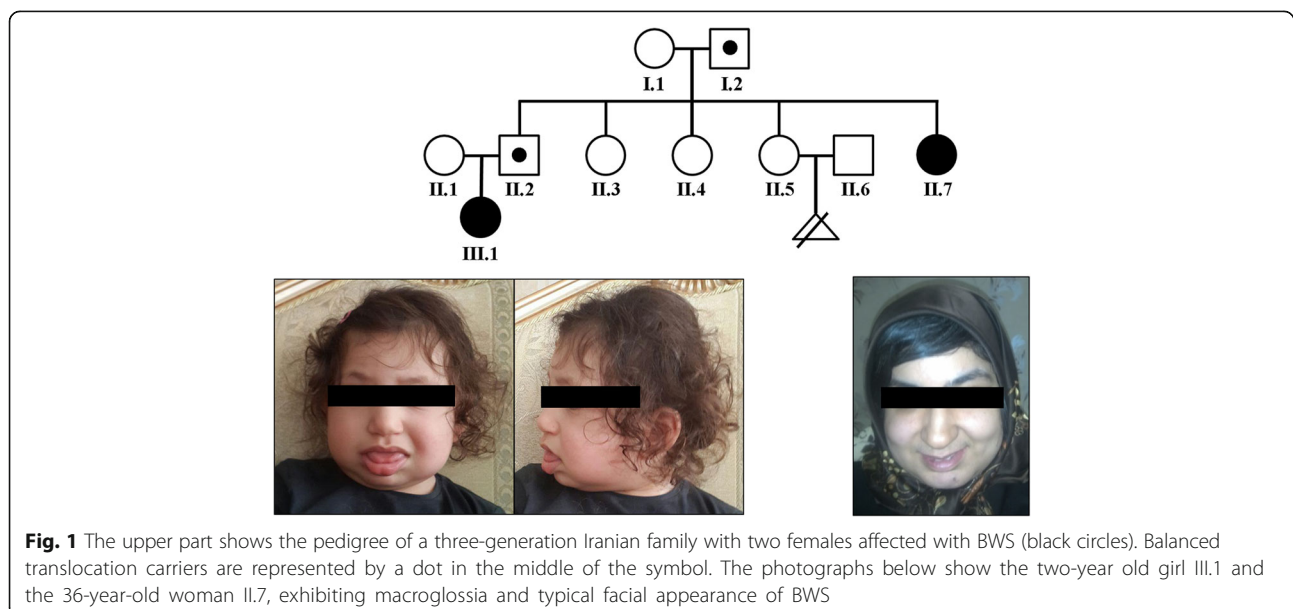 I.1 I.2
II.1 II.2 II.3 II.4 II.5 II.6 II.7
III.1
Fig. 1 The upper part shows the pedigree of a three-generation Iranian family with two females affected with BWS (black circles). Balanced
translocation carriers are represented by a dot in the middle of the symbol. The photographs below show the two-year old girl III.1 and
the 36-year-old woman II.7, exhibiting macroglossia and typical facial appearance of BWS